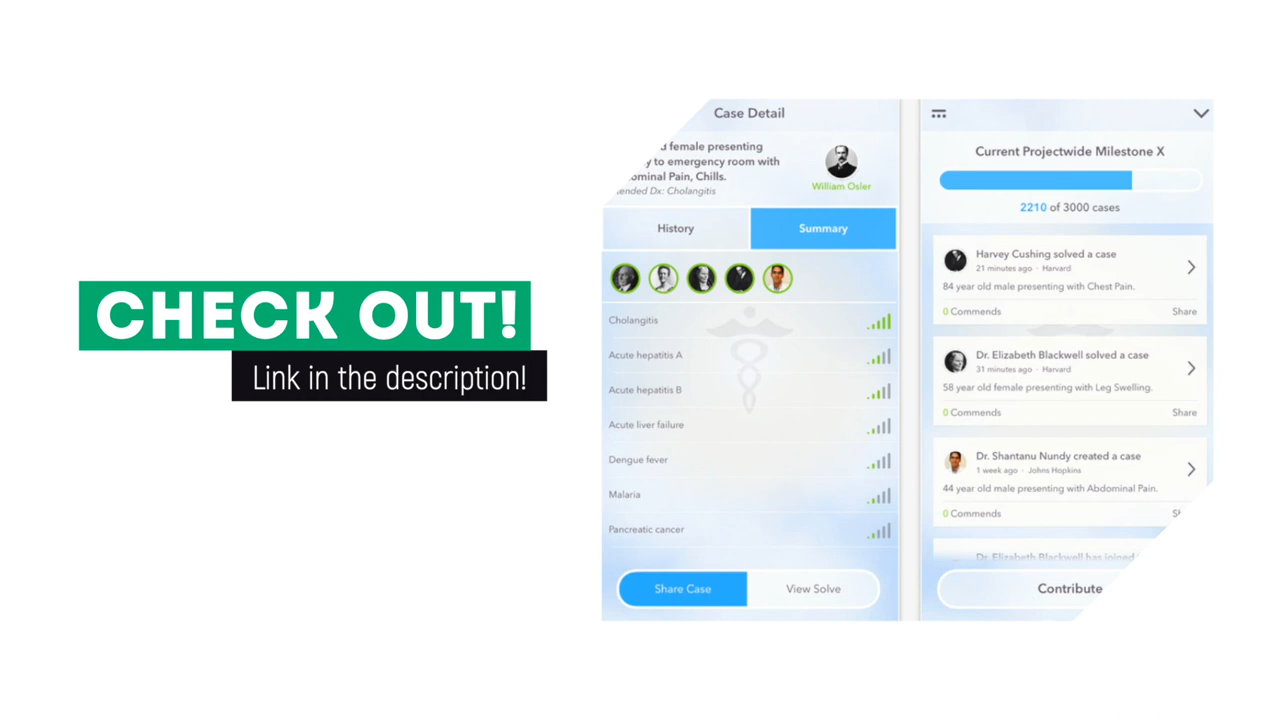 CHECK OUT!
Link in the description!
Case Detail
female presenting
to emergency room with
Pain, Chills.
Dx: Cholangitis
William Osler
History
Summary
Cholangitis
Acute hepatitis A
Acute hepatitis B
Acute liver failure
Dengue fever
Malaria
Pancreatic cancer
Share Case
View Solve
Current Projectwide Milestone X
2210 of 3000 cases
Harvey Cushing solved a case
21 minutes ago · Harvard
84 year old male presenting with Chest Pain.
0 Commends
Share
Dr. Elizabeth Blackwell solved a case
31 minutes ago · Harvard
58 year old female presenting with Leg Swelling.
0 Commends
Share
Dr. Shantanu Nundy created a case
1 week ago · Johns Hopkins
44 year old male presenting with Abdominal Pain.
0 Commends
Dr. Elizabeth Blackwell has joined
Contribute